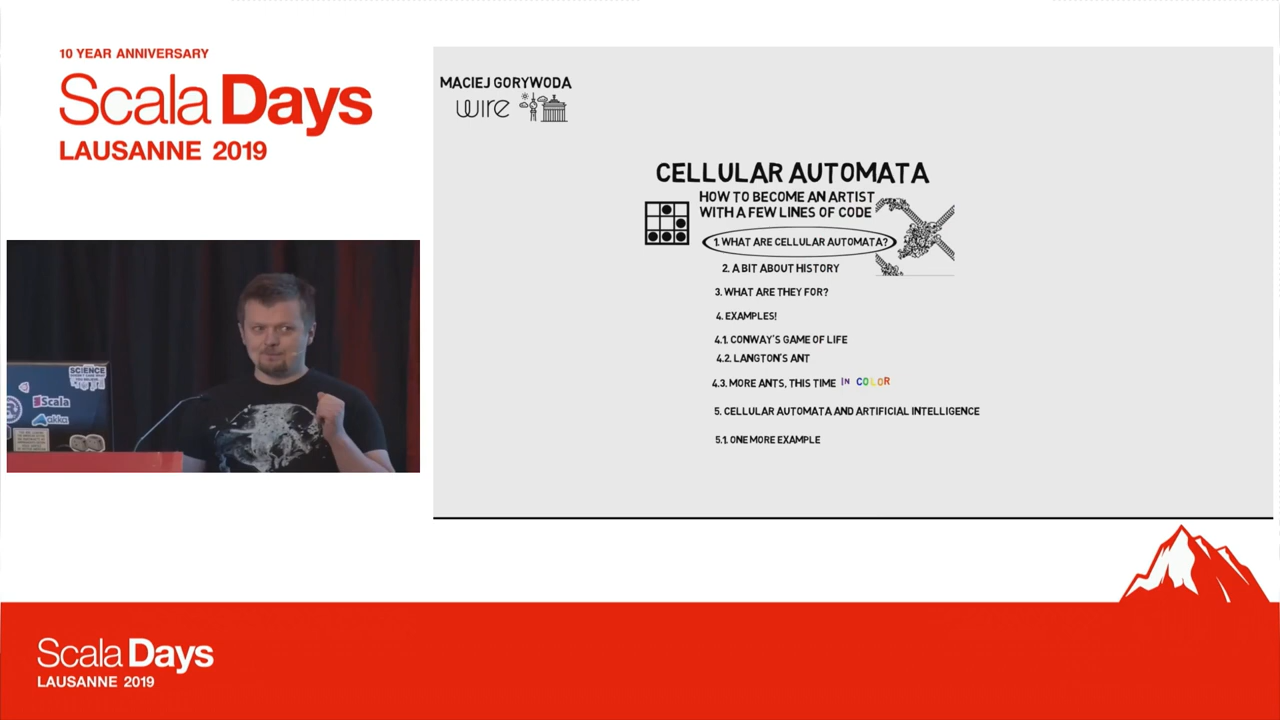 10 YEAR ANNIVERSARY
Scala Days
LAUSANNE 2019
MACIEJ GORYWODA
wire
CELLULAR AUTOMATA
HOW TO BECOME AN ARTIST
WITH A FEW LINES OF CODE
1. WHAT ARE CELLULAR AUTOMATA?
2. A BIT ABOUT HISTORY
3. WHAT ARE THEY FOR?
4. EXAMPLES!
4.1. CONWAY'S GAME OF LIFE
4.2. LANGTON'S ANT
4.3. MORE ANTS, THIS TIME IN COLOR
5. CELLULAR AUTOMATA AND ARTIFICIAL INTELLIGENCE
5.1. ONE MORE EXAMPLE
SCIENCE
Scala
akka
Scala Days
LAUSANNE 2019